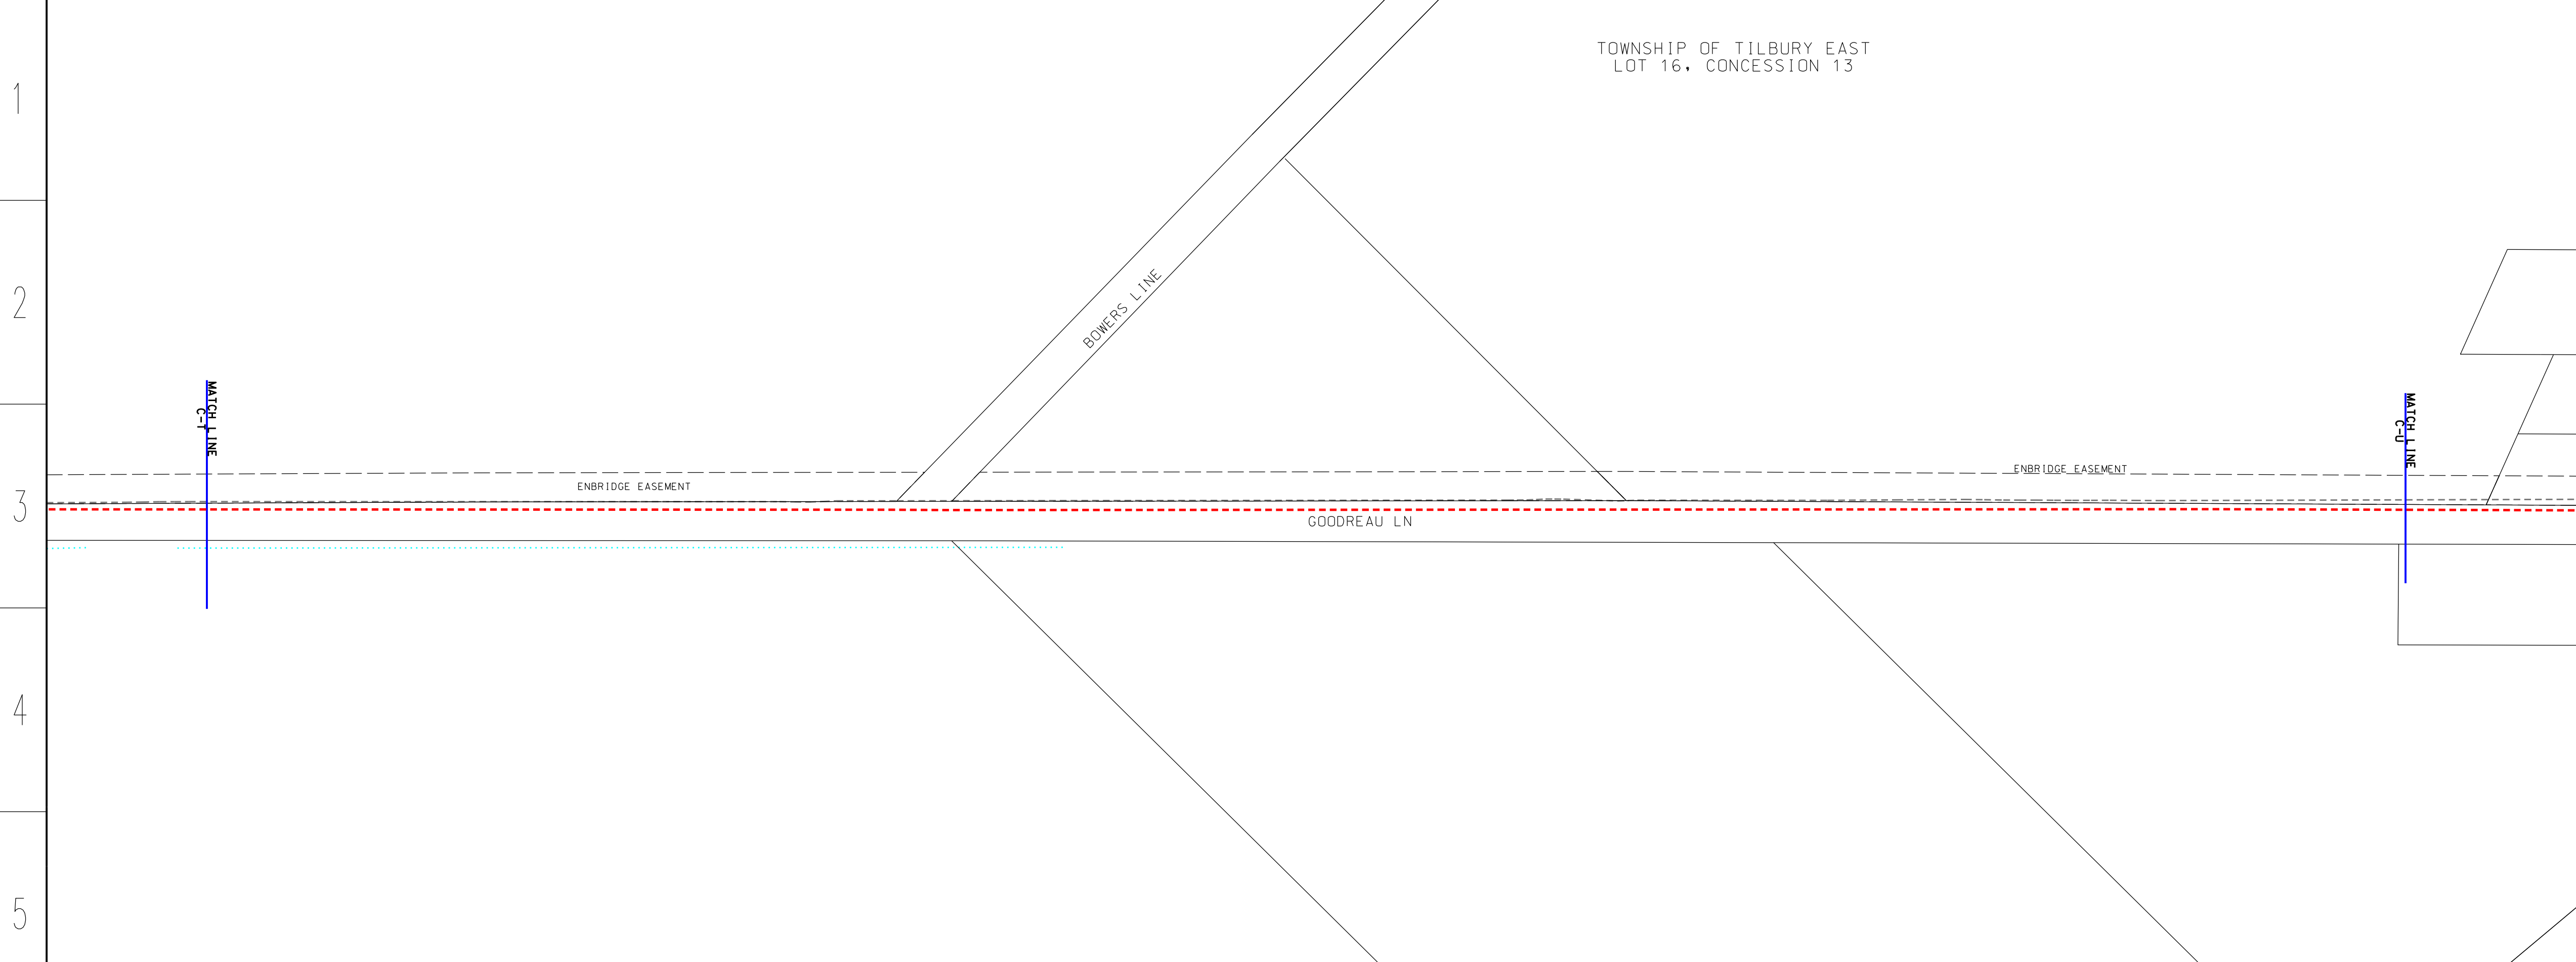 TOWNSHIP OF TILBURY EAST
LOT 16, CONCESSION 13
1
2
BOWERS LINE
MATCH LINE
C-T
MATCH LINE
C-U
ENBRIDGE EASEMENT
ENBRIDGE EASEMENT
3
GOODREAU LN
4
5